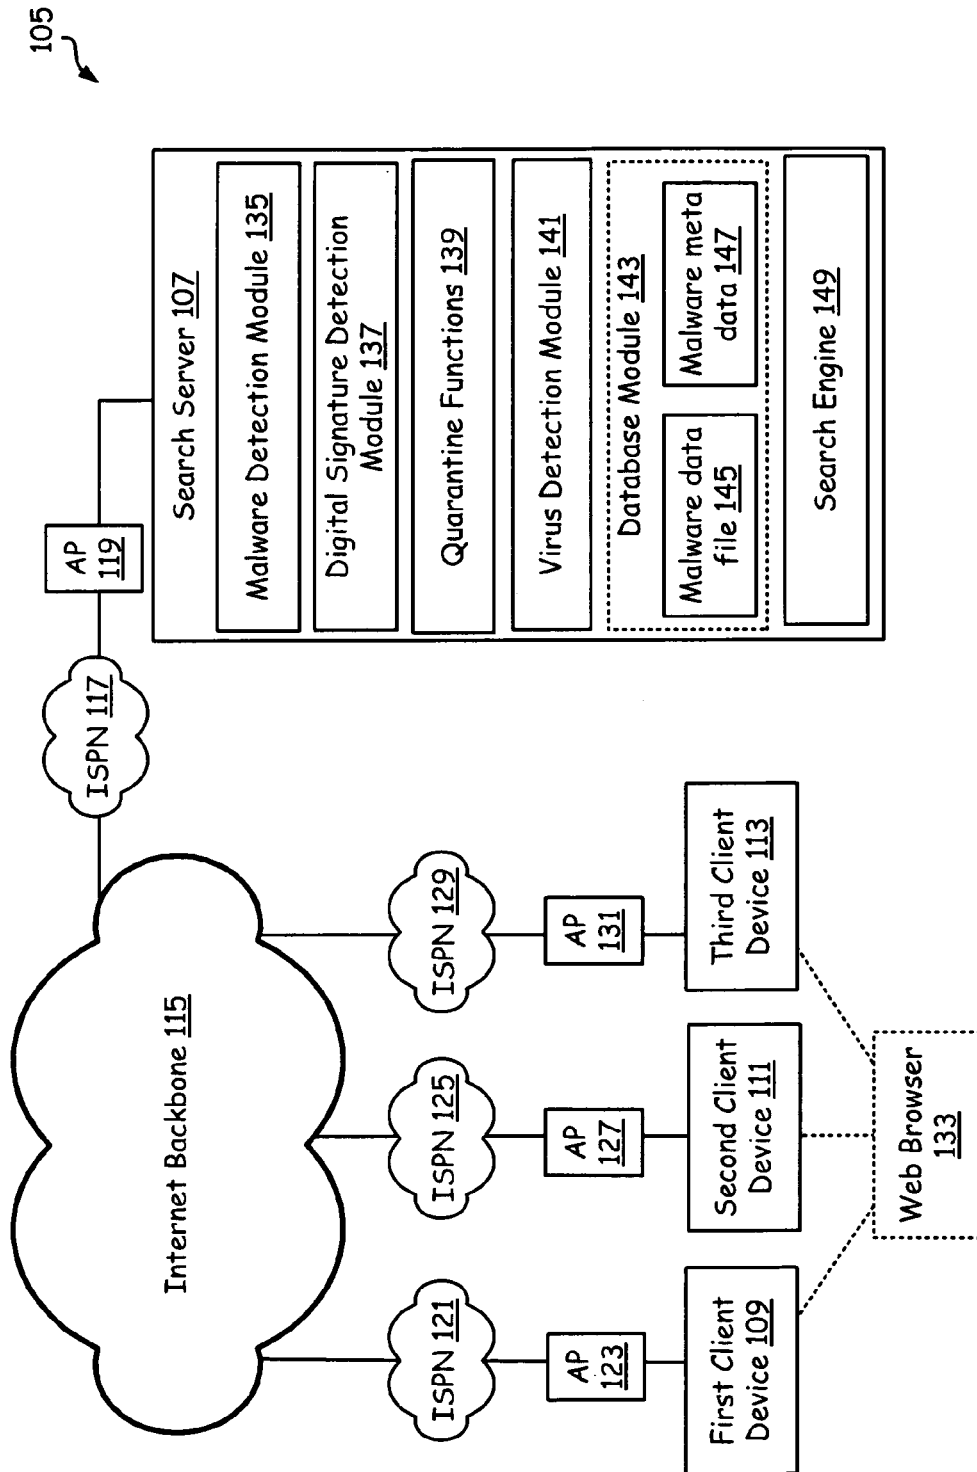 105
Internet Backbone 115
ISPN 117
AP
119
ISPN 121
ISPN 125
ISPN 129
AP
123
AP
127
AP
131
First Client
Device 109
Second Client
Device 111
Third Client
Device 113
Web Browser
133
Search Server 107
Malware Detection Module 135
Digital Signature Detection
Module 137
Quarantine Functions 139
Virus Detection Module 141
Database Module 143
Malware data
file 145
Malware meta
data 147
Search Engine 149